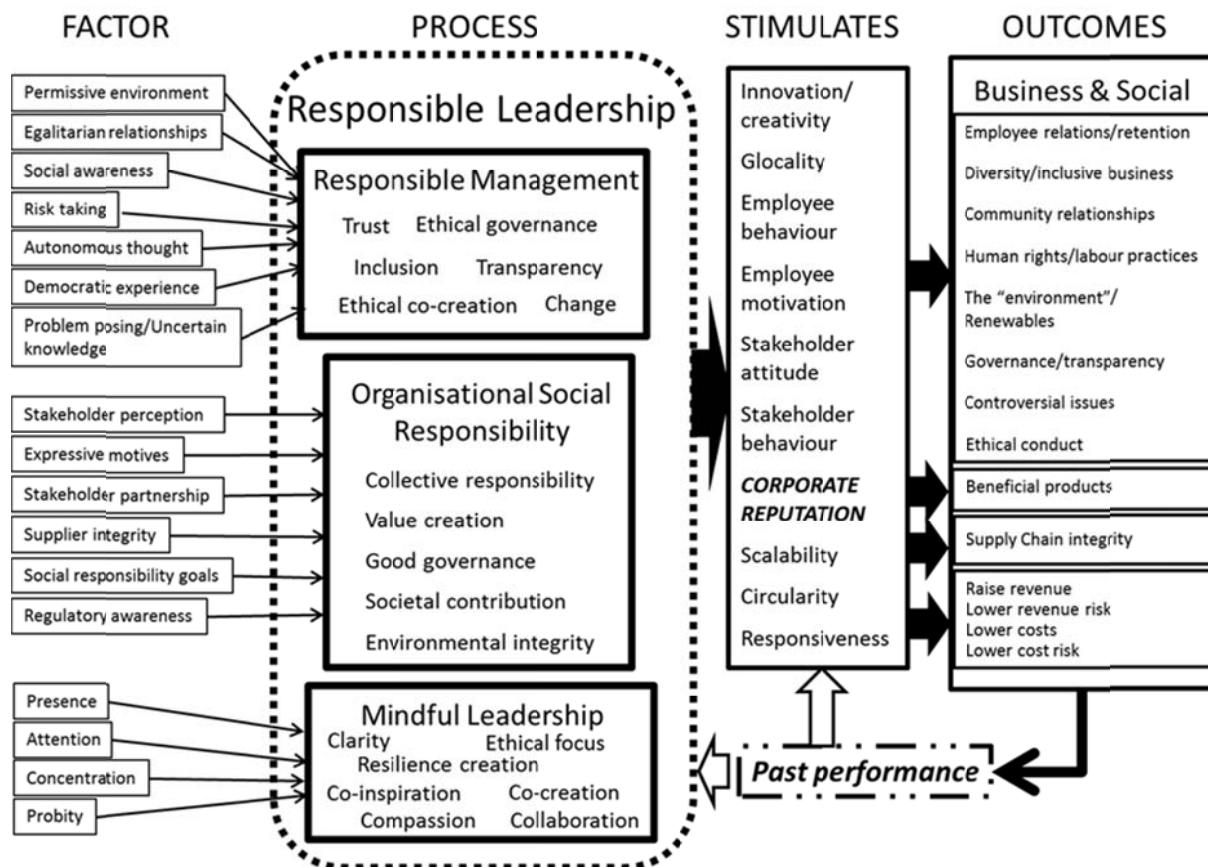 FACTOR
PROCESS
STIMULATES
OUTCOMES
Permissive environment
Egalitarian relationships
Social awareness
Risk taking
Autonomous thought
Democratic experience
Problem posing/Uncertain
knowledge
Stakeholder perception
Expressive motives
Stakeholder partnership
Supplier integrity
Social responsibility goals
Regulatory awareness
Presence
Attention
Concentration
Probity
Responsible Leadership
Responsible Management
Trust Ethical governance
Inclusion Transparency
Ethical co-creation Change
Organisational Social
Responsibility
Collective responsibility
Value creation
Good governance
Societal contribution
Environmental integrity
Mindful Leadership
Clarity Ethical focus
Resilience creation
Co-inspiration Co-creation
Compassion Collaboration
Innovation/
creativity
Glocality
Employee
behaviour
Employee
motivation
Stakeholder
attitude
Stakeholder
behaviour
CORPORATE
REPUTATION
Scalability
Circularity
Responsiveness
Business & Social
Employee relations/retention
Diversity/inclusive business
Community relationships
Human rights/labour practices
The “environment”/
Renewables
Governance/transparency
Controversial issues
Ethical conduct
Beneficial products
Supply Chain integrity
Raise revenue
Lower revenue risk
Lower costs
Lower cost risk
Past performance